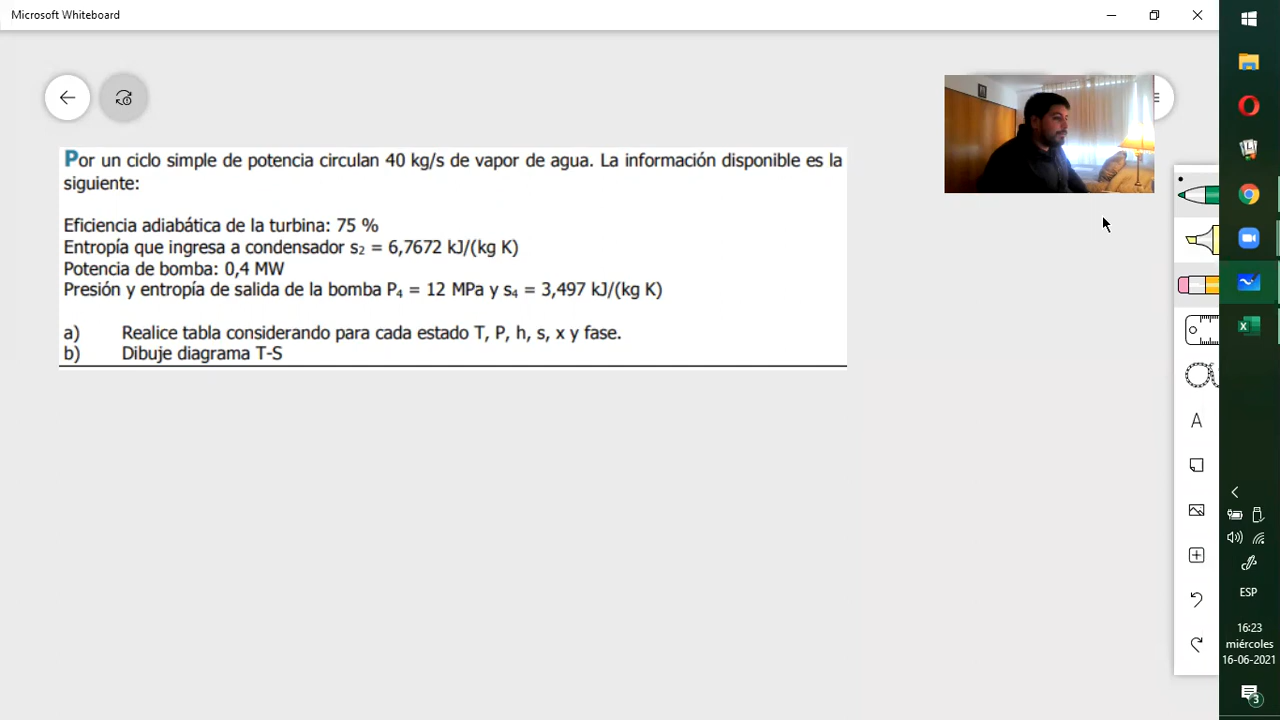 Microsoft Whiteboard
Por un ciclo simple de potencia circulan 40 kg/s de vapor de agua. La información disponible es la
siguiente:
Eficiencia adiabática de la turbina: 75 %
Entropía que ingresa a condensador s₂ = 6,7672 kJ/(kg K)
Potencia de bomba: 0,4 MW
Presión y entropía de salida de la bomba P₄ = 12 MPa y s₄ = 3,497 kJ/(kg K)
a) Realice tabla considerando para cada estado T, P, h, s, x y fase.
b) Dibuje diagrama T-S
A
ESP
16:23
miércoles
16-06-2021
3